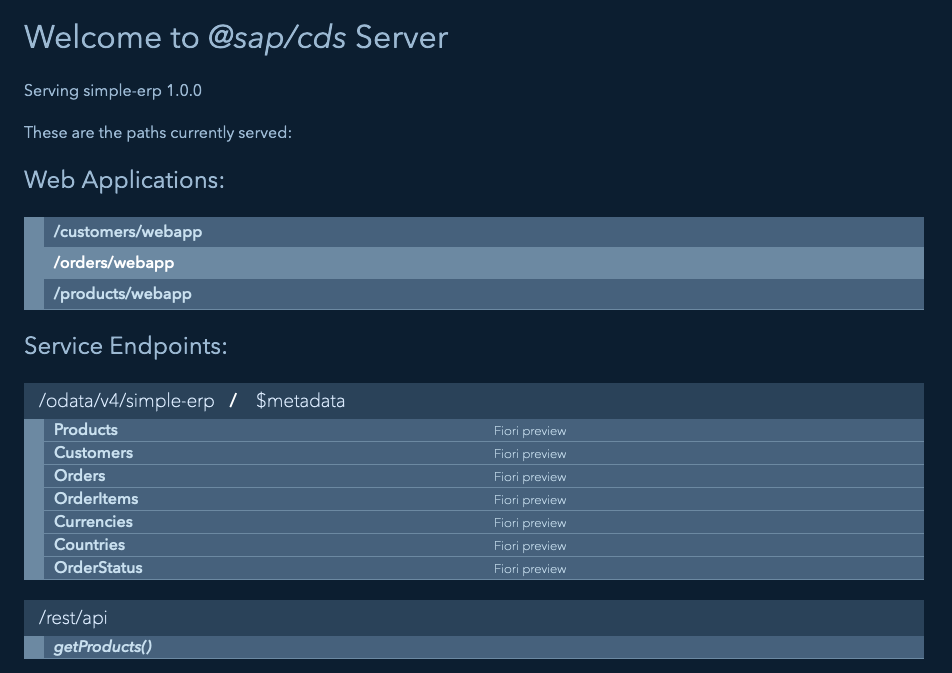 Welcome to @sap/cds Server
Serving simple-erp 1.0.0
These are the paths currently served:
Web Applications:
/customers/webapp
/orders/webapp
/products/webapp
Service Endpoints:
/odata/v4/simple-erp / $metadata
Products Fiori preview
Customers Fiori preview
Orders Fiori preview
OrderItems Fiori preview
Currencies Fiori preview
Countries Fiori preview
OrderStatus Fiori preview
/rest/api
getProducts()